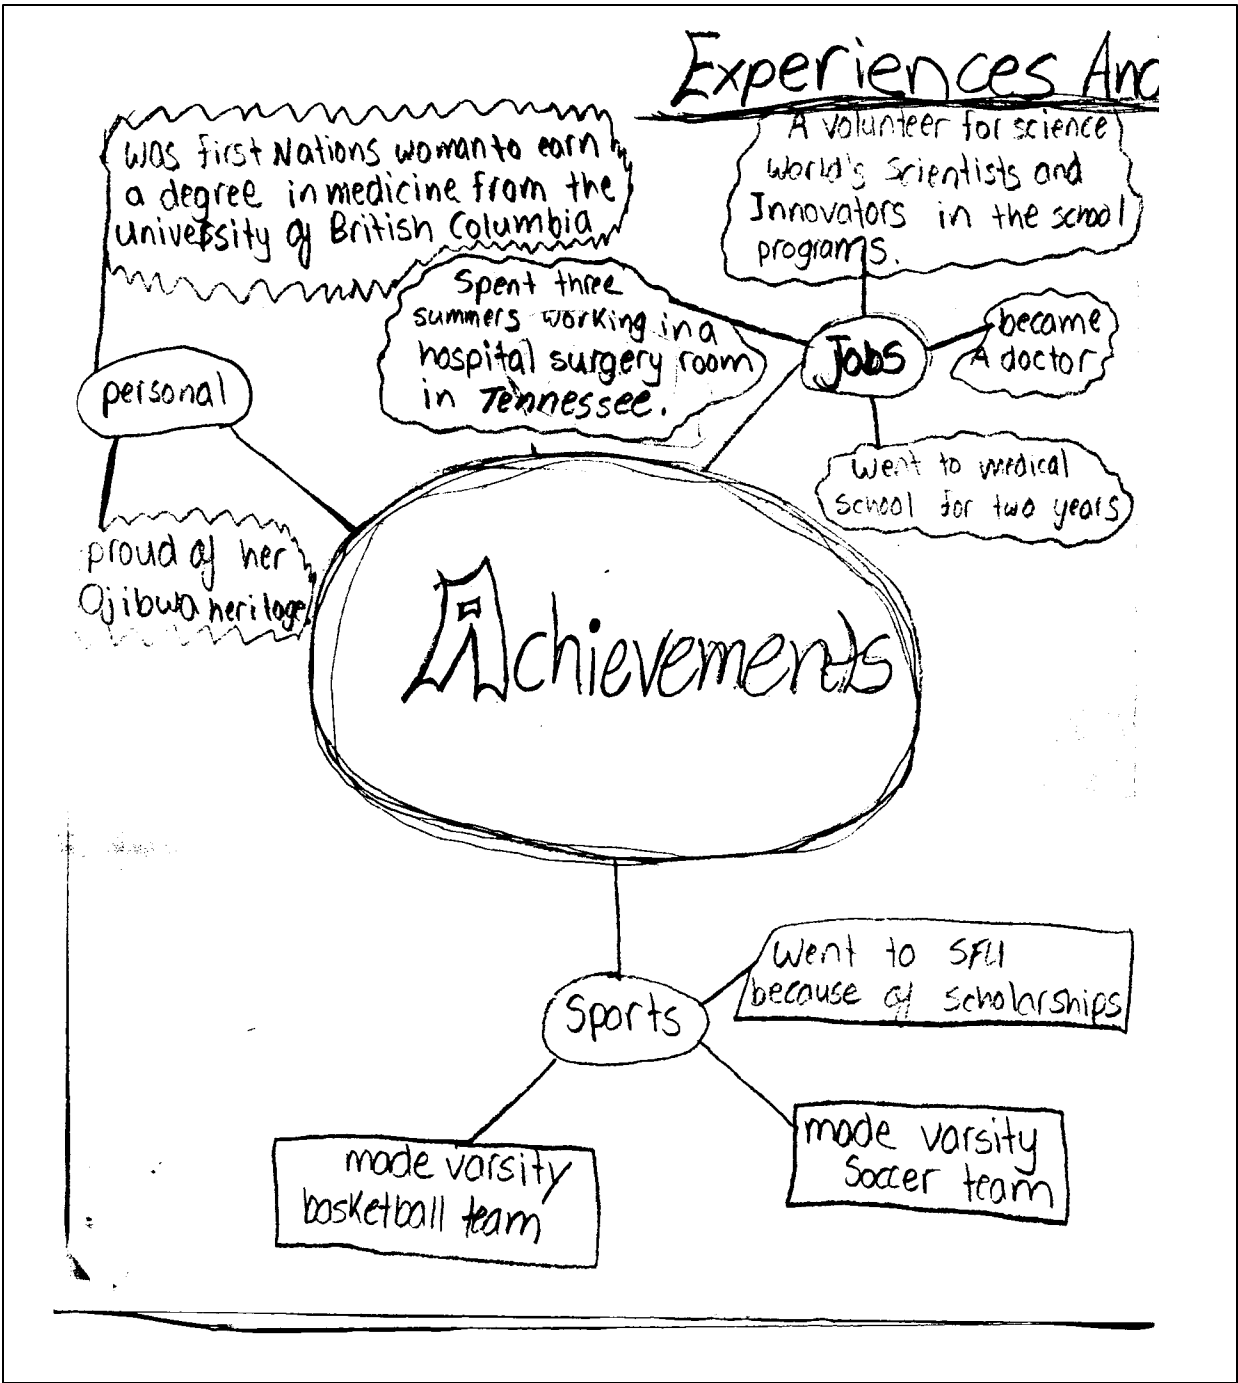 Experiences And
was first Nations woman to earn
a degree in medicine from the
university of British Columbia
A volunteer for science
world's Scientists and
Innovators in the school
programs.
Spent three
summers working in a
hospital surgery room
in Tennessee.
Jobs
became
A doctor
personal
went to medical
school for two years
proud of her
Ojibwa heritage
Achievements
Went to SFU
because of scholarships
Sports
made varsity
soccer team
made varsity
basketball team